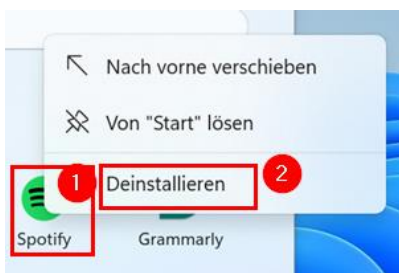 Nach vorne verschieben
Von "Start" lösen
1
Deinstallieren
2
Spotify
Grammarly